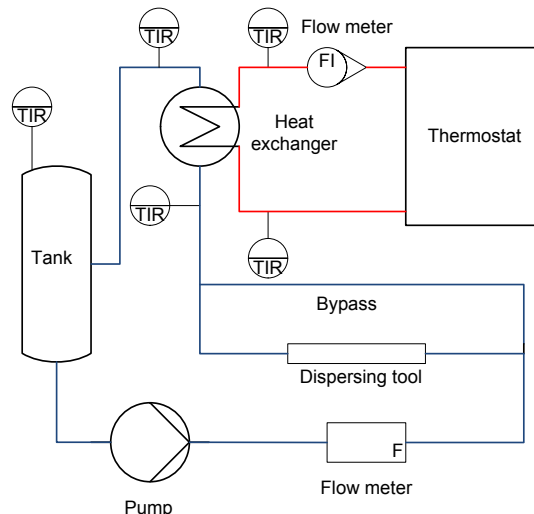 TIR
TIR
Flow meter
FI
TIR
Heat
exchanger
Thermostat
TIR
Tank
TIR
Bypass
Dispersing tool
F
Flow meter
Pump